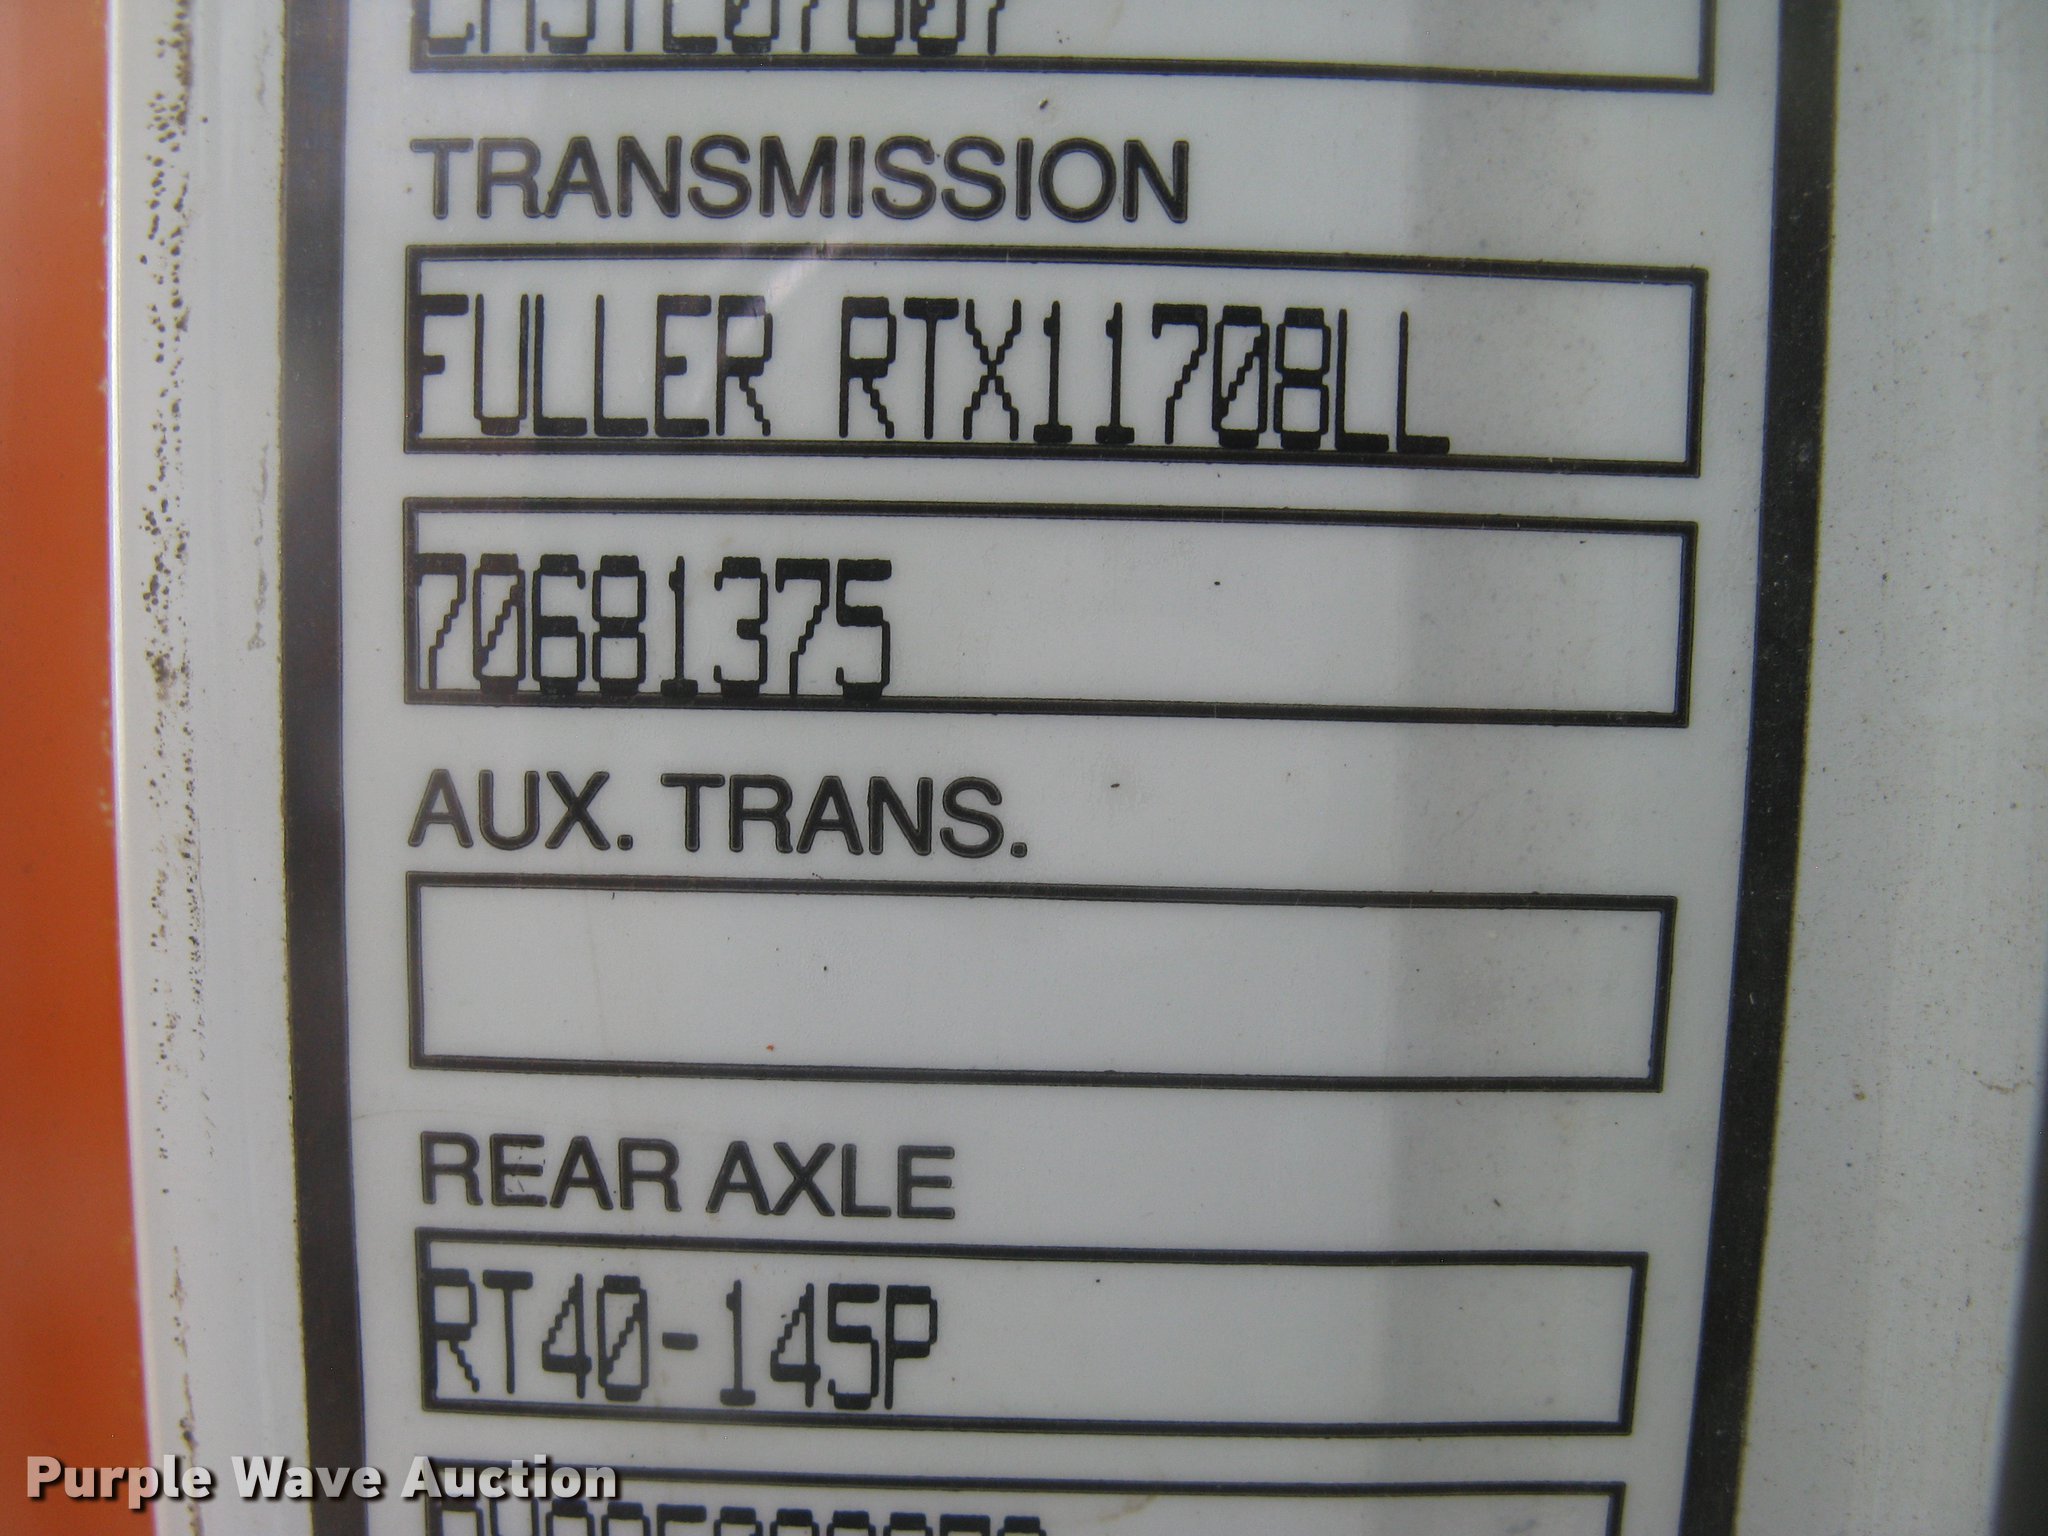 TRANSMISSION
FULLER RTX11708LL
70681375
AUX. TRANS.
REAR AXLE
RT40-145P
Purple Wave Auction